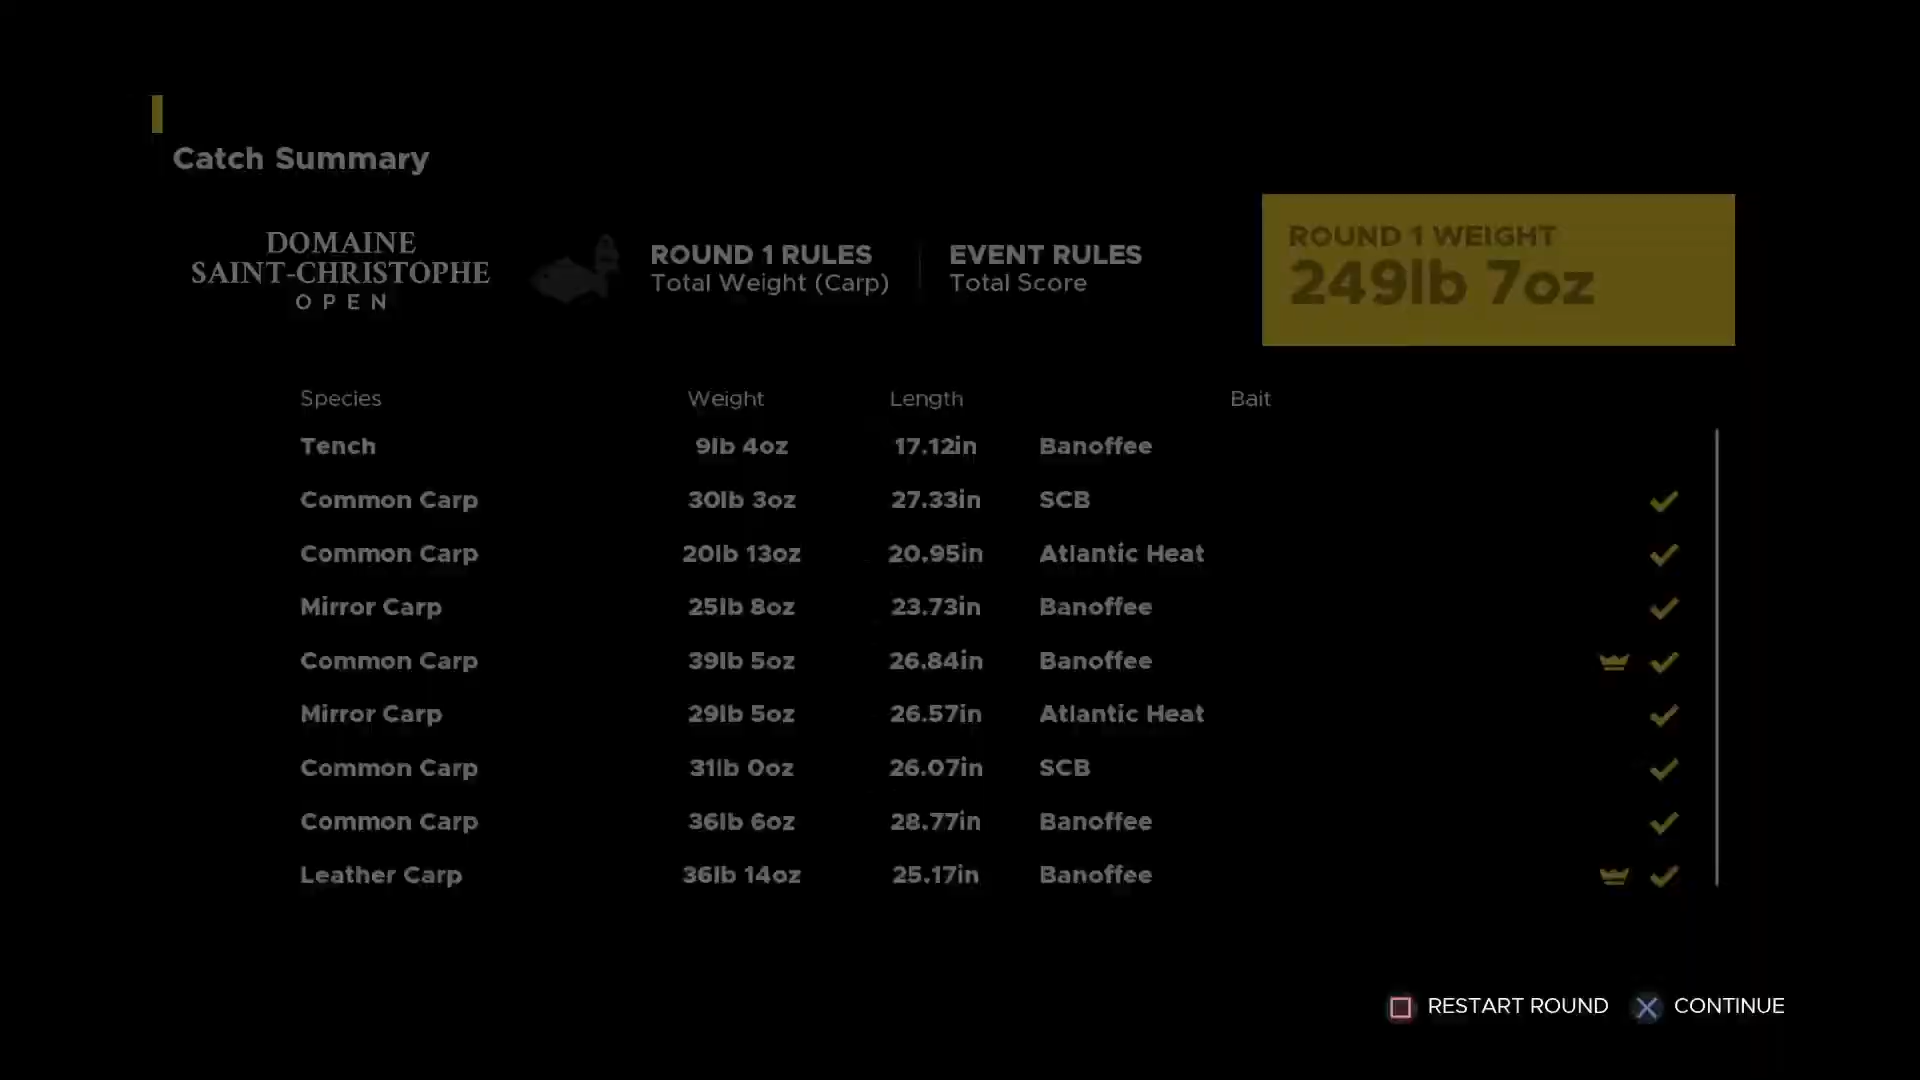 Catch Summary
DOMAINE
SAINT-CHRISTOPHE
OPEN
ROUND 1 RULES
Total Weight (Carp)
EVENT RULES
Total Score
ROUND 1 WEIGHT
249lb 7oz
Species Weight Length Bait
Tench 9lb 4oz 17.12in Banoffee
Common Carp 30lb 3oz 27.33in SCB
Common Carp 20lb 13oz 20.95in Atlantic Heat
Mirror Carp 25lb 8oz 23.73in Banoffee
Common Carp 39lb 5oz 26.84in Banoffee
Mirror Carp 29lb 5oz 26.57in Atlantic Heat
Common Carp 31lb 0oz 26.07in SCB
Common Carp 36lb 6oz 28.77in Banoffee
Leather Carp 36lb 14oz 25.17in Banoffee
RESTART ROUND CONTINUE